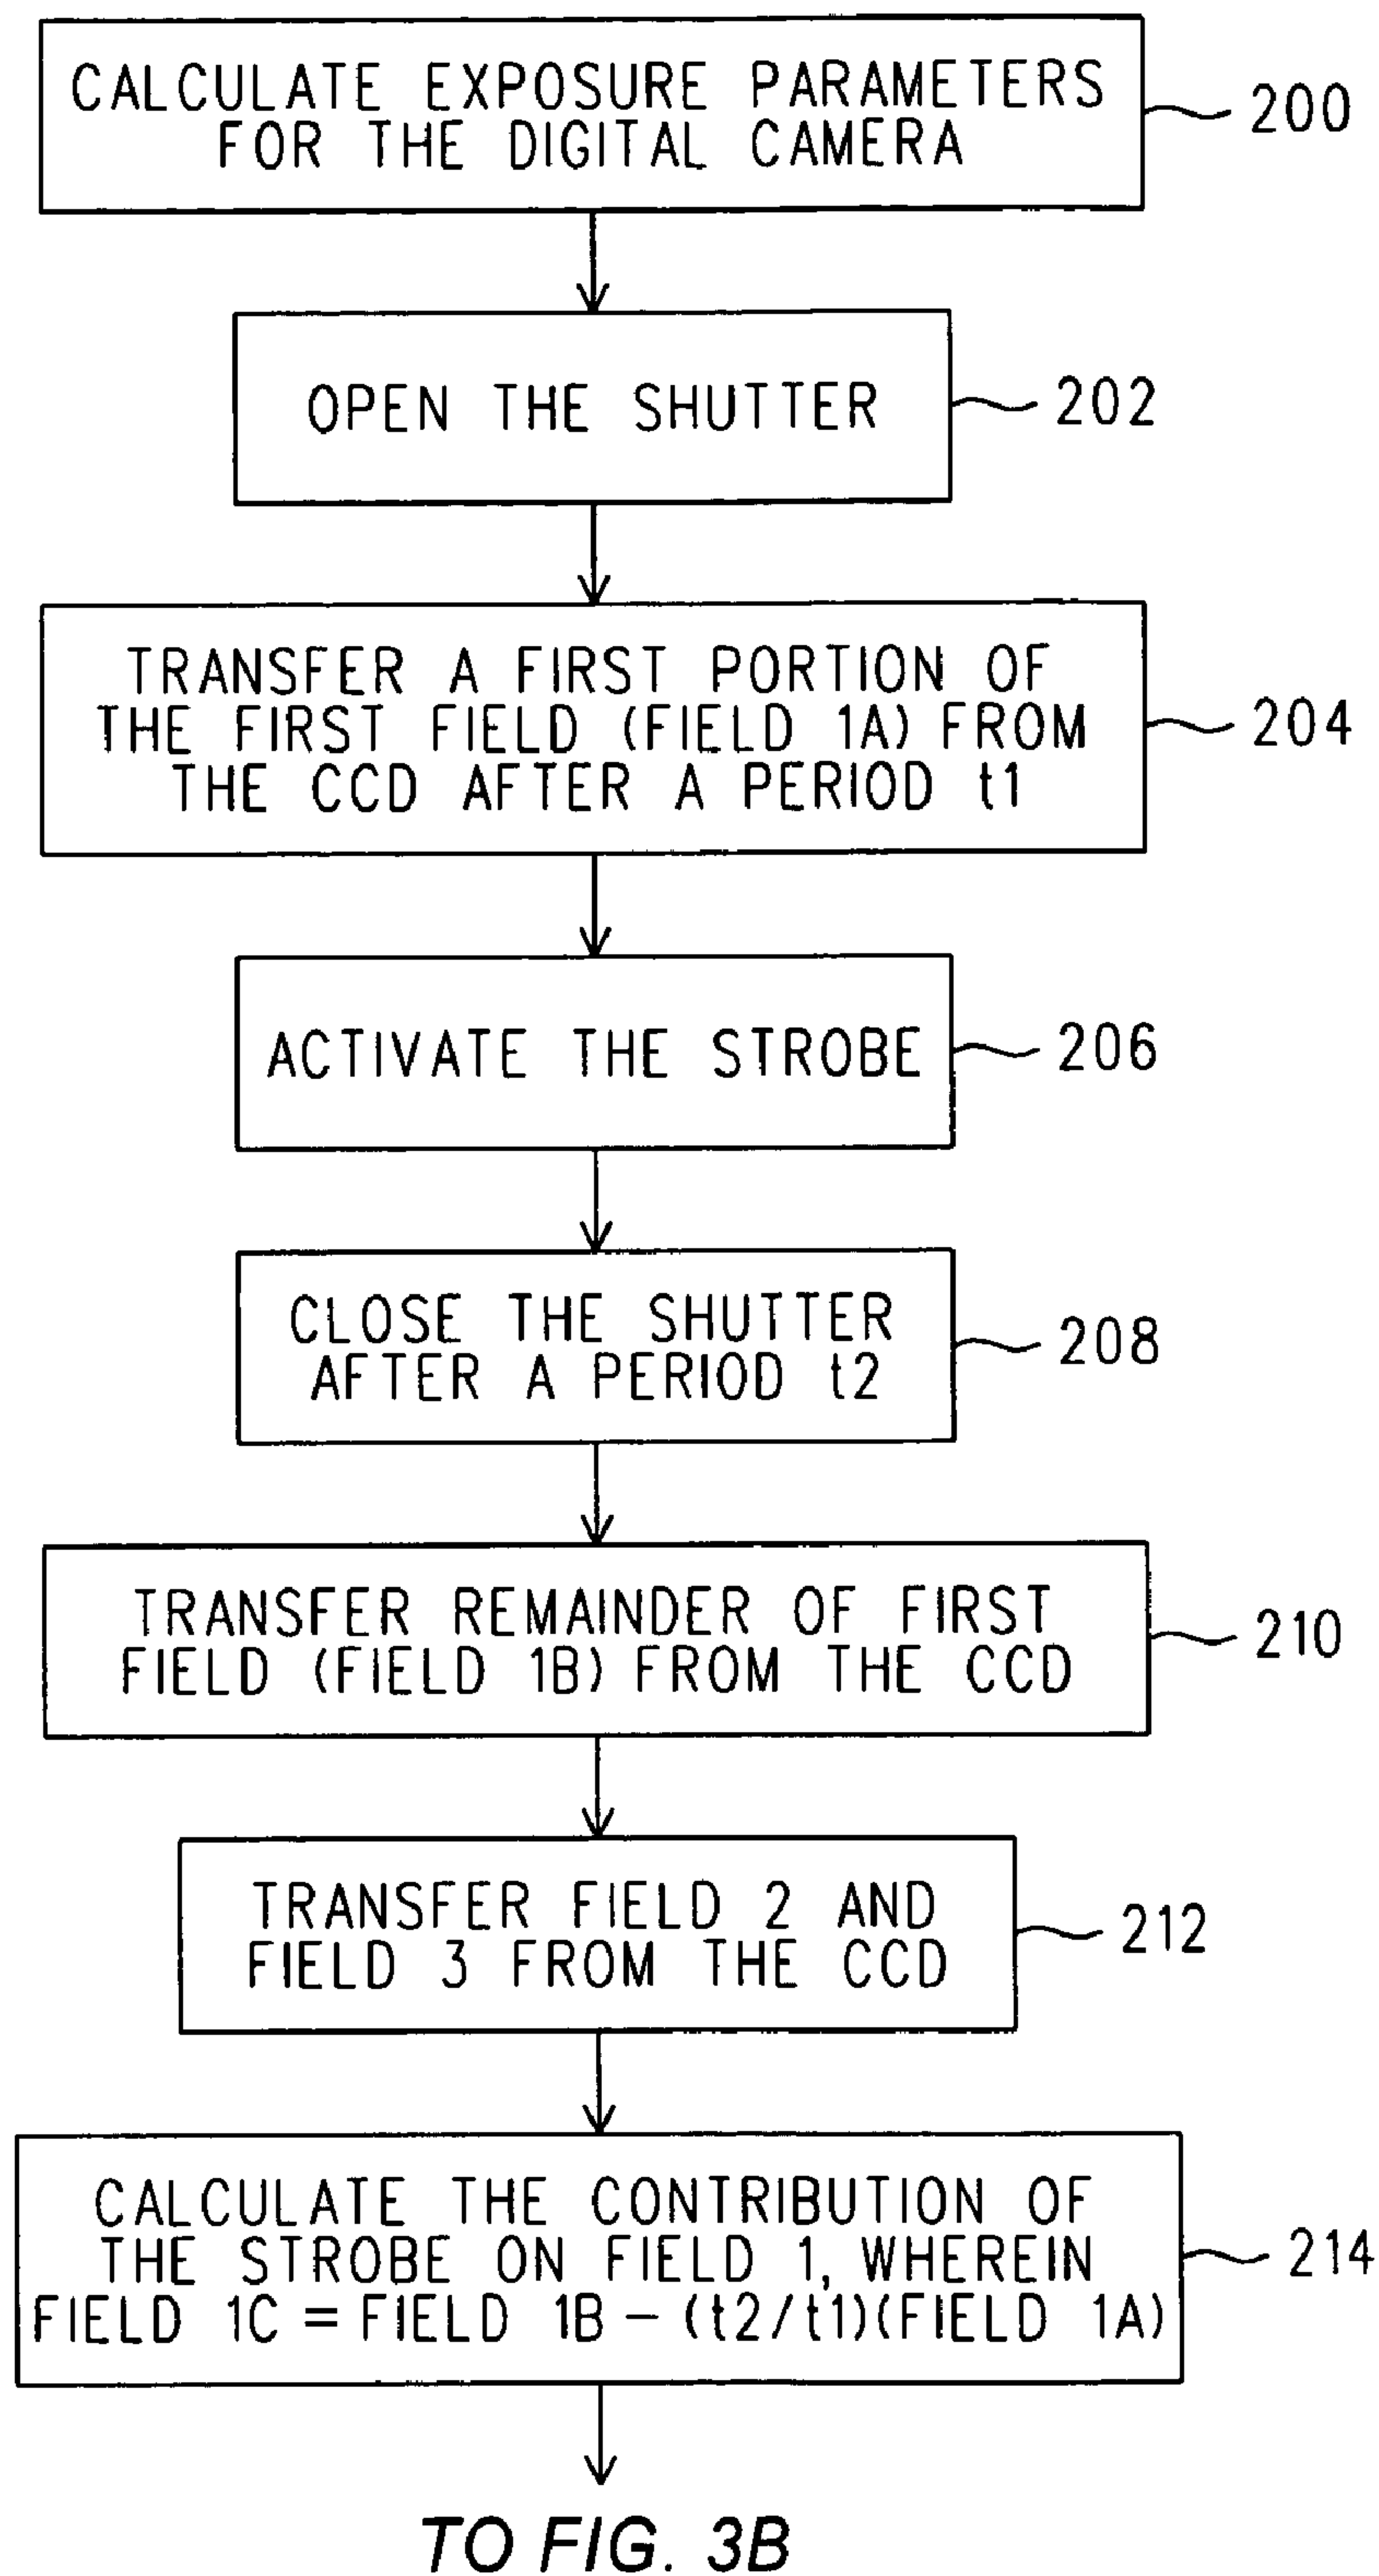 CALCULATE EXPOSURE PARAMETERS
FOR THE DIGITAL CAMERA
200
OPEN THE SHUTTER
202
TRANSFER A FIRST PORTION OF
THE FIRST FIELD (FIELD 1A) FROM
THE CCD AFTER A PERIOD t1
204
ACTIVATE THE STROBE
206
CLOSE THE SHUTTER
AFTER A PERIOD t2
208
TRANSFER REMAINDER OF FIRST
FIELD (FIELD 1B) FROM THE CCD
210
TRANSFER FIELD 2 AND
FIELD 3 FROM THE CCD
212
CALCULATE THE CONTRIBUTION OF
THE STROBE ON FIELD 1, WHEREIN
FIELD 1C = FIELD 1B - (t2/t1)(FIELD 1A)
214
TO FIG. 3B